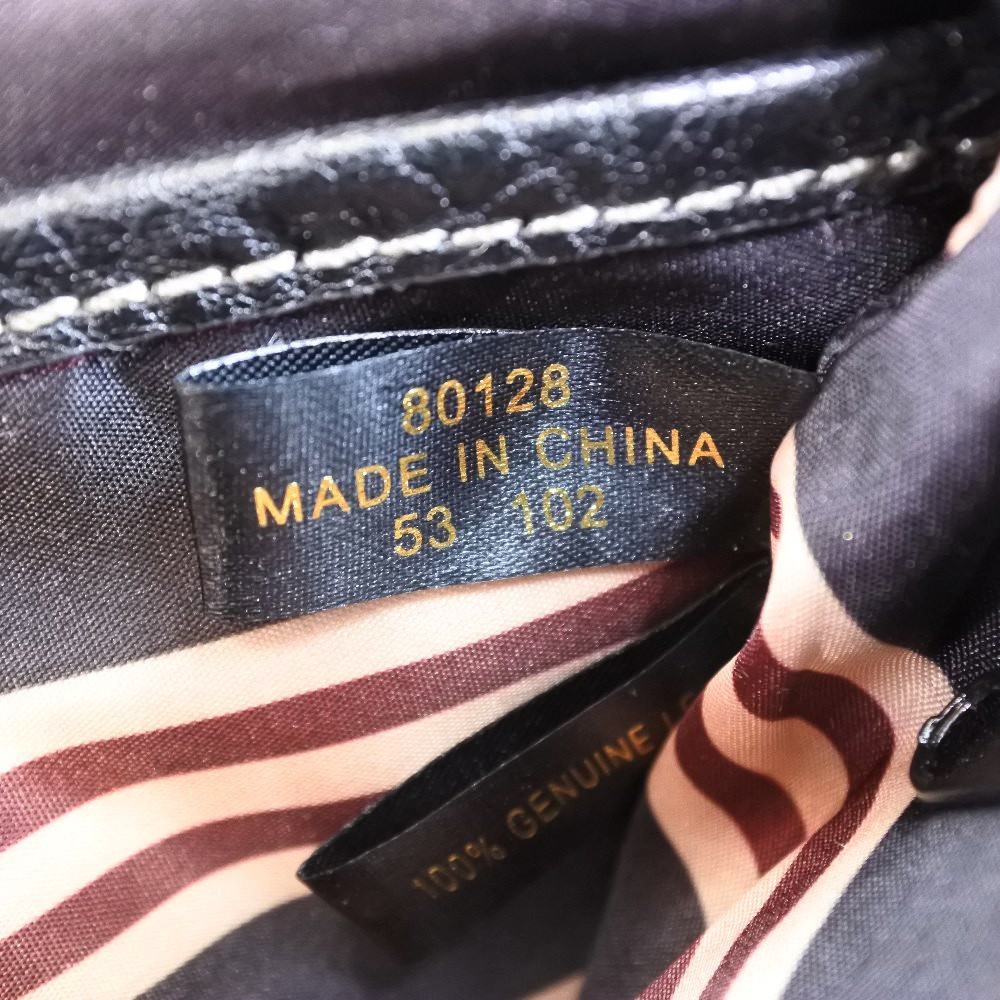 80128
MADE IN CHINA
53 102
100% GENUINE